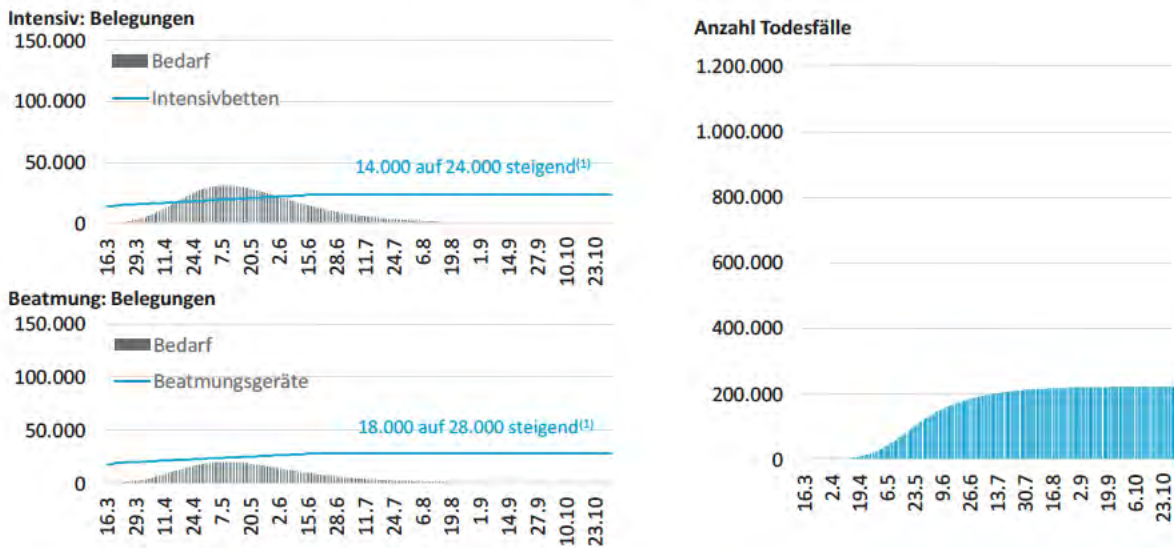 Intensiv: Belegungen
150.000
Bedarf
100.000
Intensivbetten
50.000
14.000 auf 24.000 steigend(1)
0
16.3 29.3 11.4 24.4 7.5 20.5 2.6 15.6 28.6 11.7 24.7 6.8 19.8 1.9 14.9 27.9 10.10 23.10
Beatmung: Belegungen
150.000
Bedarf
100.000
Beatmungsgeräte
50.000
18.000 auf 28.000 steigend(1)
0
16.3 29.3 11.4 24.4 7.5 20.5 2.6 15.6 28.6 11.7 24.7 6.8 19.8 1.9 14.9 27.9 10.10 23.10
Anzahl Todesfälle
1.200.000
1.000.000
800.000
600.000
400.000
200.000
0
16.3 2.4 19.4 6.5 23.5 9.6 26.6 13.7 30.7 16.8 2.9 19.9 6.10 23.10